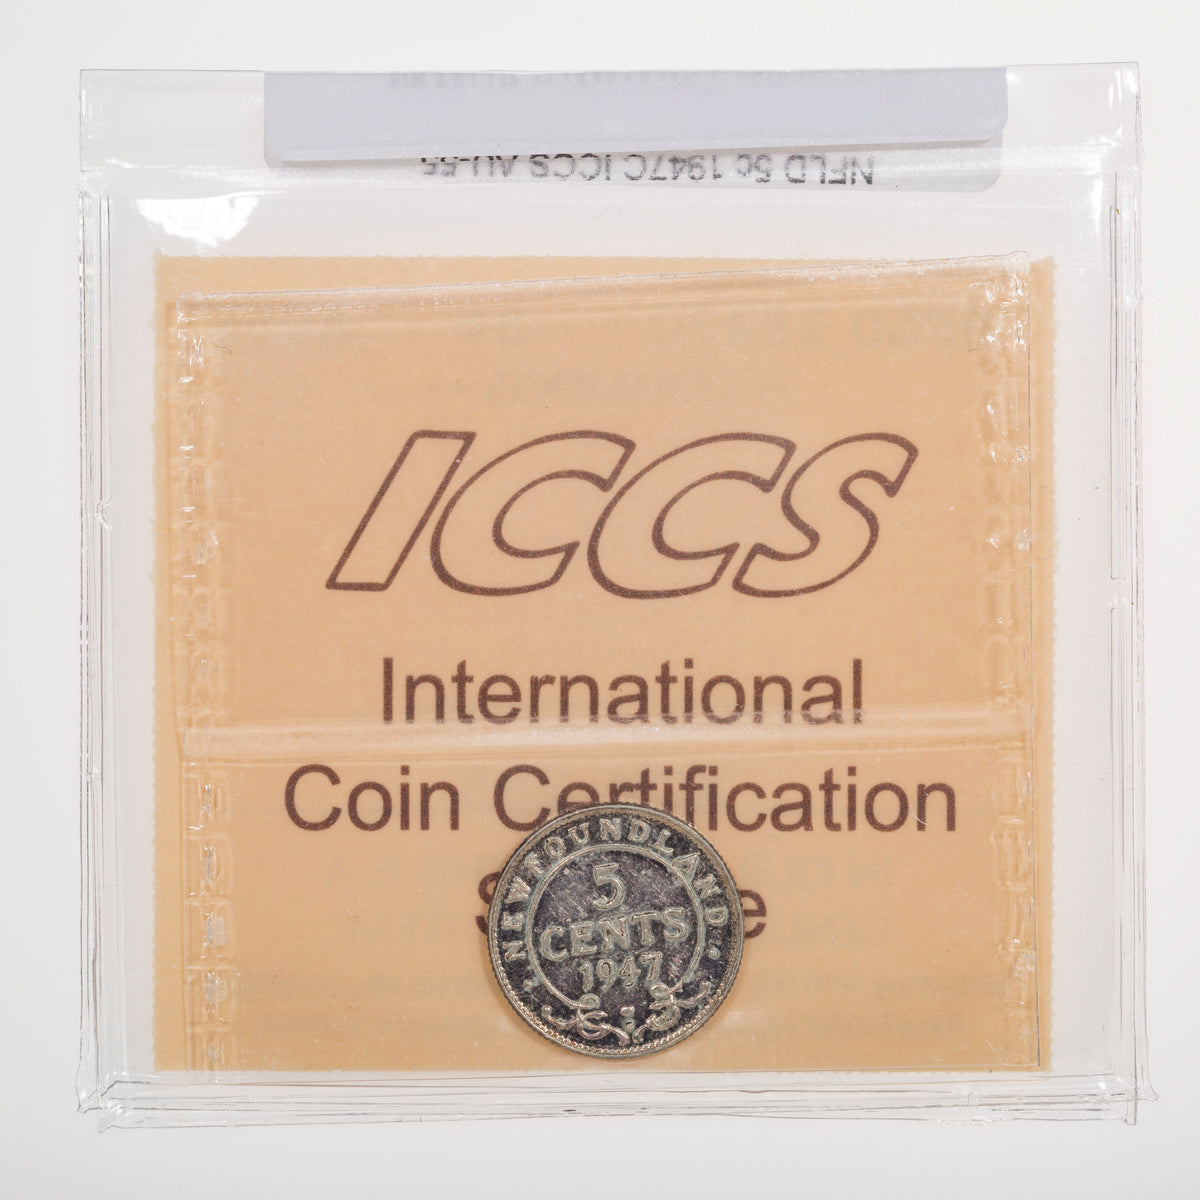 NFLD 5c 1947C ICCS AU-55
ICCS
International
Coin Certification
NEWFOUNDLAND
5
CENTS
1947